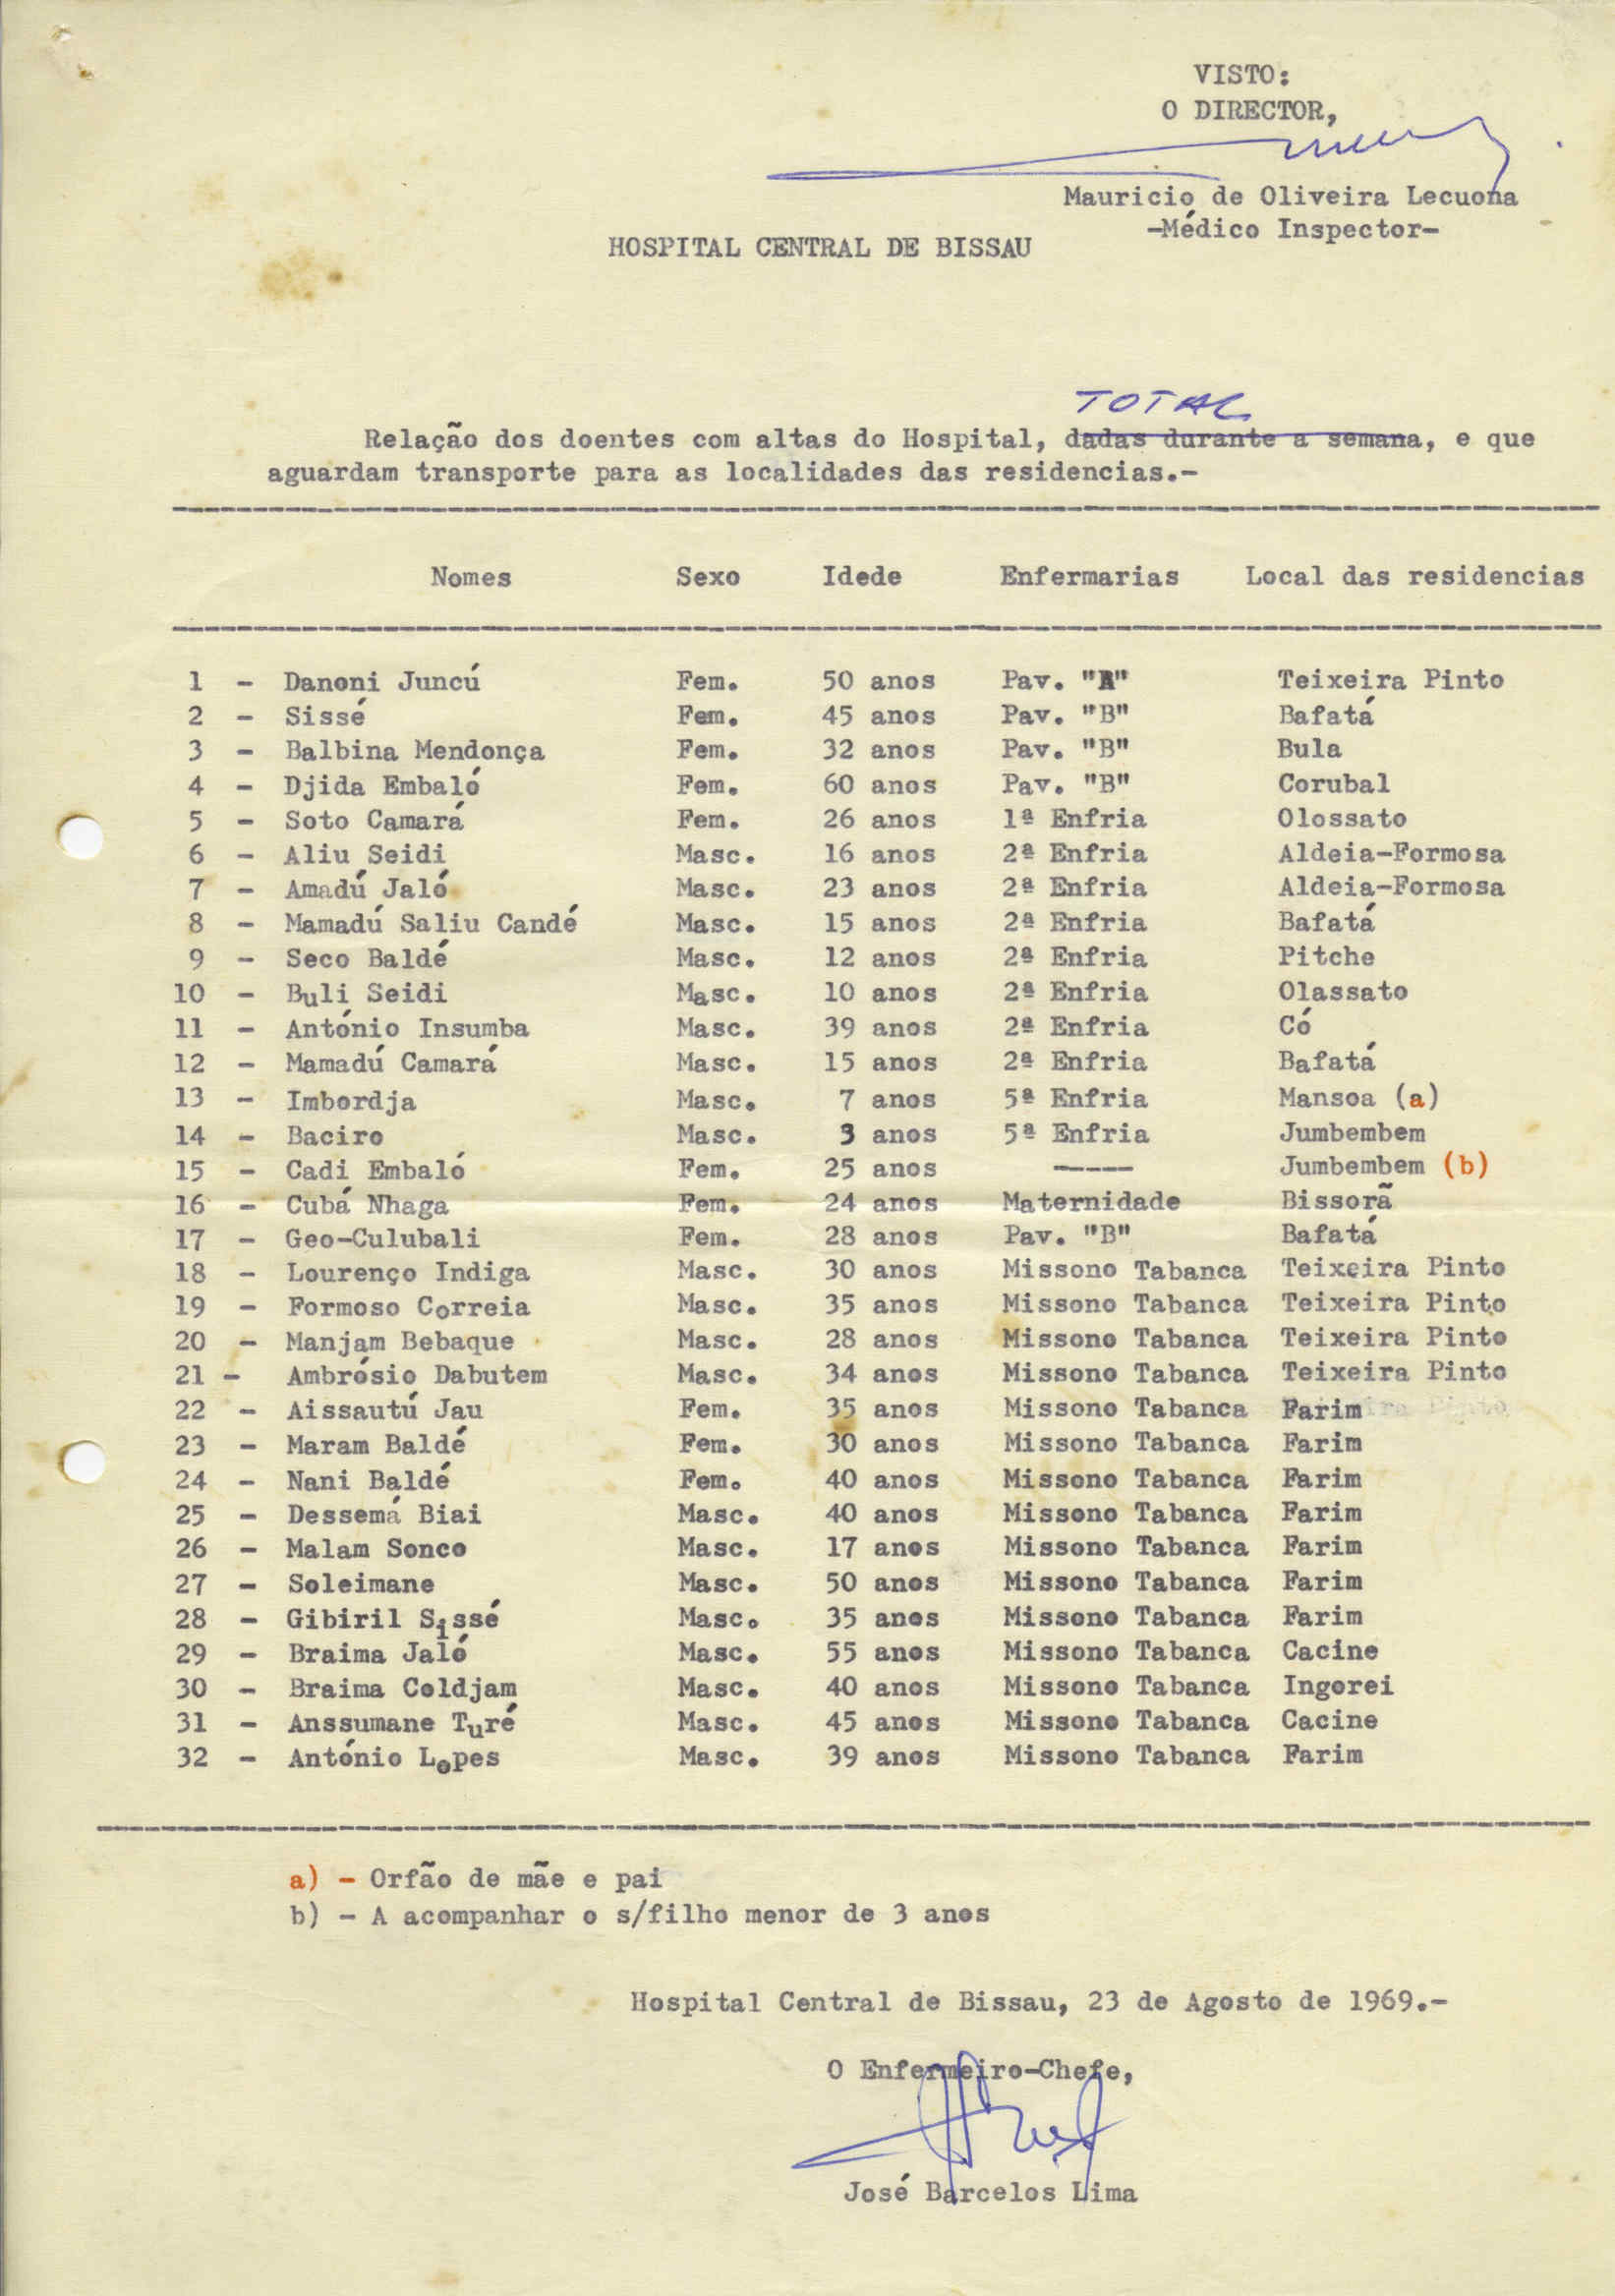 VISTO:
O DIRECTOR,
Mauricio de Oliveira Lecuona
-Médico Inspector-
HOSPITAL CENTRAL DE BISSAU
TOTAL
Relação dos doentes com altas do Hospital, dadas durante a semana, e que
aguardam transporte para as localidades das residencias.-
Nomes Sexo Idede Enfermarias Local das residencias
1 - Danoni Juncú Fem. 50 anos Pav. "A" Teixeira Pinto
2 - Sissé Fem. 45 anos Pav. "B" Bafatá
3 - Balbina Mendonça Fem. 32 anos Pav. "B" Bula
4 - Djida Embaló Fem. 60 anos Pav. "B" Corubal
5 - Soto Camará Fem. 26 anos 1ª Enfria Olossato
6 - Aliu Seidi Masc. 16 anos 2ª Enfria Aldeia-Formosa
7 - Amadú Jaló Masc. 23 anos 2ª Enfria Aldeia-Formosa
8 - Mamadú Saliu Candé Masc. 15 anos 2ª Enfria Bafatá
9 - Seco Baldé Masc. 12 anos 2ª Enfria Pitche
10 - Buli Seidi Masc. 10 anos 2ª Enfria Olassato
11 - António Insumba Masc. 39 anos 2ª Enfria Có
12 - Mamadú Camará Masc. 15 anos 2ª Enfria Bafatá
13 - Imbordja Masc. 7 anos 5ª Enfria Mansoa (a)
14 - Baciro Masc. 3 anos 5ª Enfria Jumbembem
15 - Cadi Embaló Fem. 25 anos ----- Jumbembem (b)
16 - Cubá Nhaga Fem. 24 anos Maternidade Bissorã
17 - Geo-Culubali Fem. 28 anos Pav. "B" Bafatá
18 - Lourenço Indiga Masc. 30 anos Missono Tabanca Teixeira Pinto
19 - Formoso Correia Masc. 35 anos Missono Tabanca Teixeira Pinto
20 - Manjam Bebaque Masc. 28 anos Missono Tabanca Teixeira Pinto
21 - Ambrósio Dabutem Masc. 34 anos Missono Tabanca Teixeira Pinto
22 - Aissautú Jau Fem. 35 anos Missono Tabanca Farim
23 - Maram Baldé Fem. 30 anos Missono Tabanca Farim
24 - Nani Baldé Fem. 40 anos Missono Tabanca Farim
25 - Dessemá Biai Masc. 40 anos Missono Tabanca Farim
26 - Malam Sonco Masc. 17 anos Missono Tabanca Farim
27 - Soleimane Masc. 50 anos Missono Tabanca Farim
28 - Gibiril Sissé Masc. 35 anos Missono Tabanca Farim
29 - Braima Jaló Masc. 55 anos Missono Tabanca Cacine
30 - Braima Coldjam Masc. 40 anos Missono Tabanca Ingorei
31 - Anssumane Turé Masc. 45 anos Missono Tabanca Cacine
32 - António Lopes Masc. 39 anos Missono Tabanca Farim
a) - Orfão de mãe e pai
b) - A acompanhar o s/filho menor de 3 anos
Hospital Central de Bissau, 23 de Agosto de 1969.-
O Enfermeiro-Chefe,
José Barcelos Lima